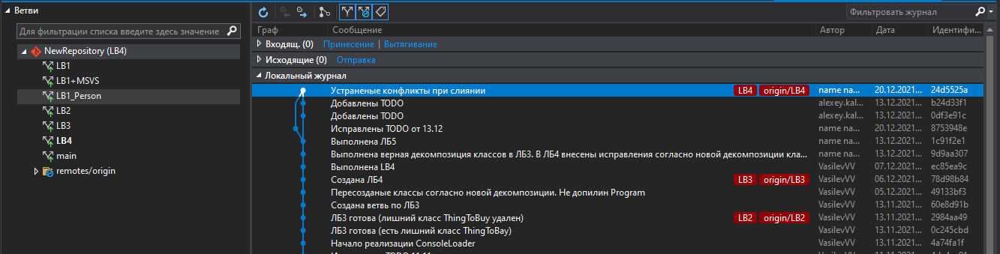 Ветви
Для фильтрации списка введите здесь значение
NewRepository (LB4)
LB1
LB1+MSVS
LB1_Person
LB2
LB3
LB4
main
remotes/origin
Фильтровать журнал
Граф Сообщение Автор Дата Идентифи...
Входящ. (0) Принесение | Вытягивание
Исходящие (0) Отправка
Локальный журнал
Устраненые конфликты при слиянии LB4 origin/LB4 name na... 20.12.2021... 24d5525a
Добавлены TODO alexey.kal... 13.12.2021... b24d33f1
Добавлены TODO alexey.kal... 13.12.2021... 0df3e91c
Исправлены TODO от 13.12 name na... 20.12.2021... 8753948e
Выполнена ЛБ5 name na... 13.12.2021... 1c91f2e1
Выполнена верная декомпозиция классов в ЛБ3. В ЛБ4 внесены исправления согласно новой декомпозиции кла... name na... 13.12.2021... 9d9aa307
Выполнена LB4 VasilevVV 07.12.2021... ec85ea9c
Создана ЛБ4 LB3 origin/LB3 VasilevVV 06.12.2021... 78d98b84
Пересозданые классы согласно новой декомпозиции. Не допилин Program VasilevVV 05.12.2021... 49133bf3
Создана ветвь по ЛБ3 VasilevVV 13.11.2021... 60e8d91b
ЛБ3 готова (лишний класс ThingToBuy удален) LB2 origin/LB2 VasilevVV 13.11.2021... 2984aa49
ЛБ3 готова (есть лишний класс ThingToBay) VasilevVV 13.11.2021... 0c245cbd
Начало реализации ConsoleLoader VasilevVV 13.11.2021... 4a74fa1f